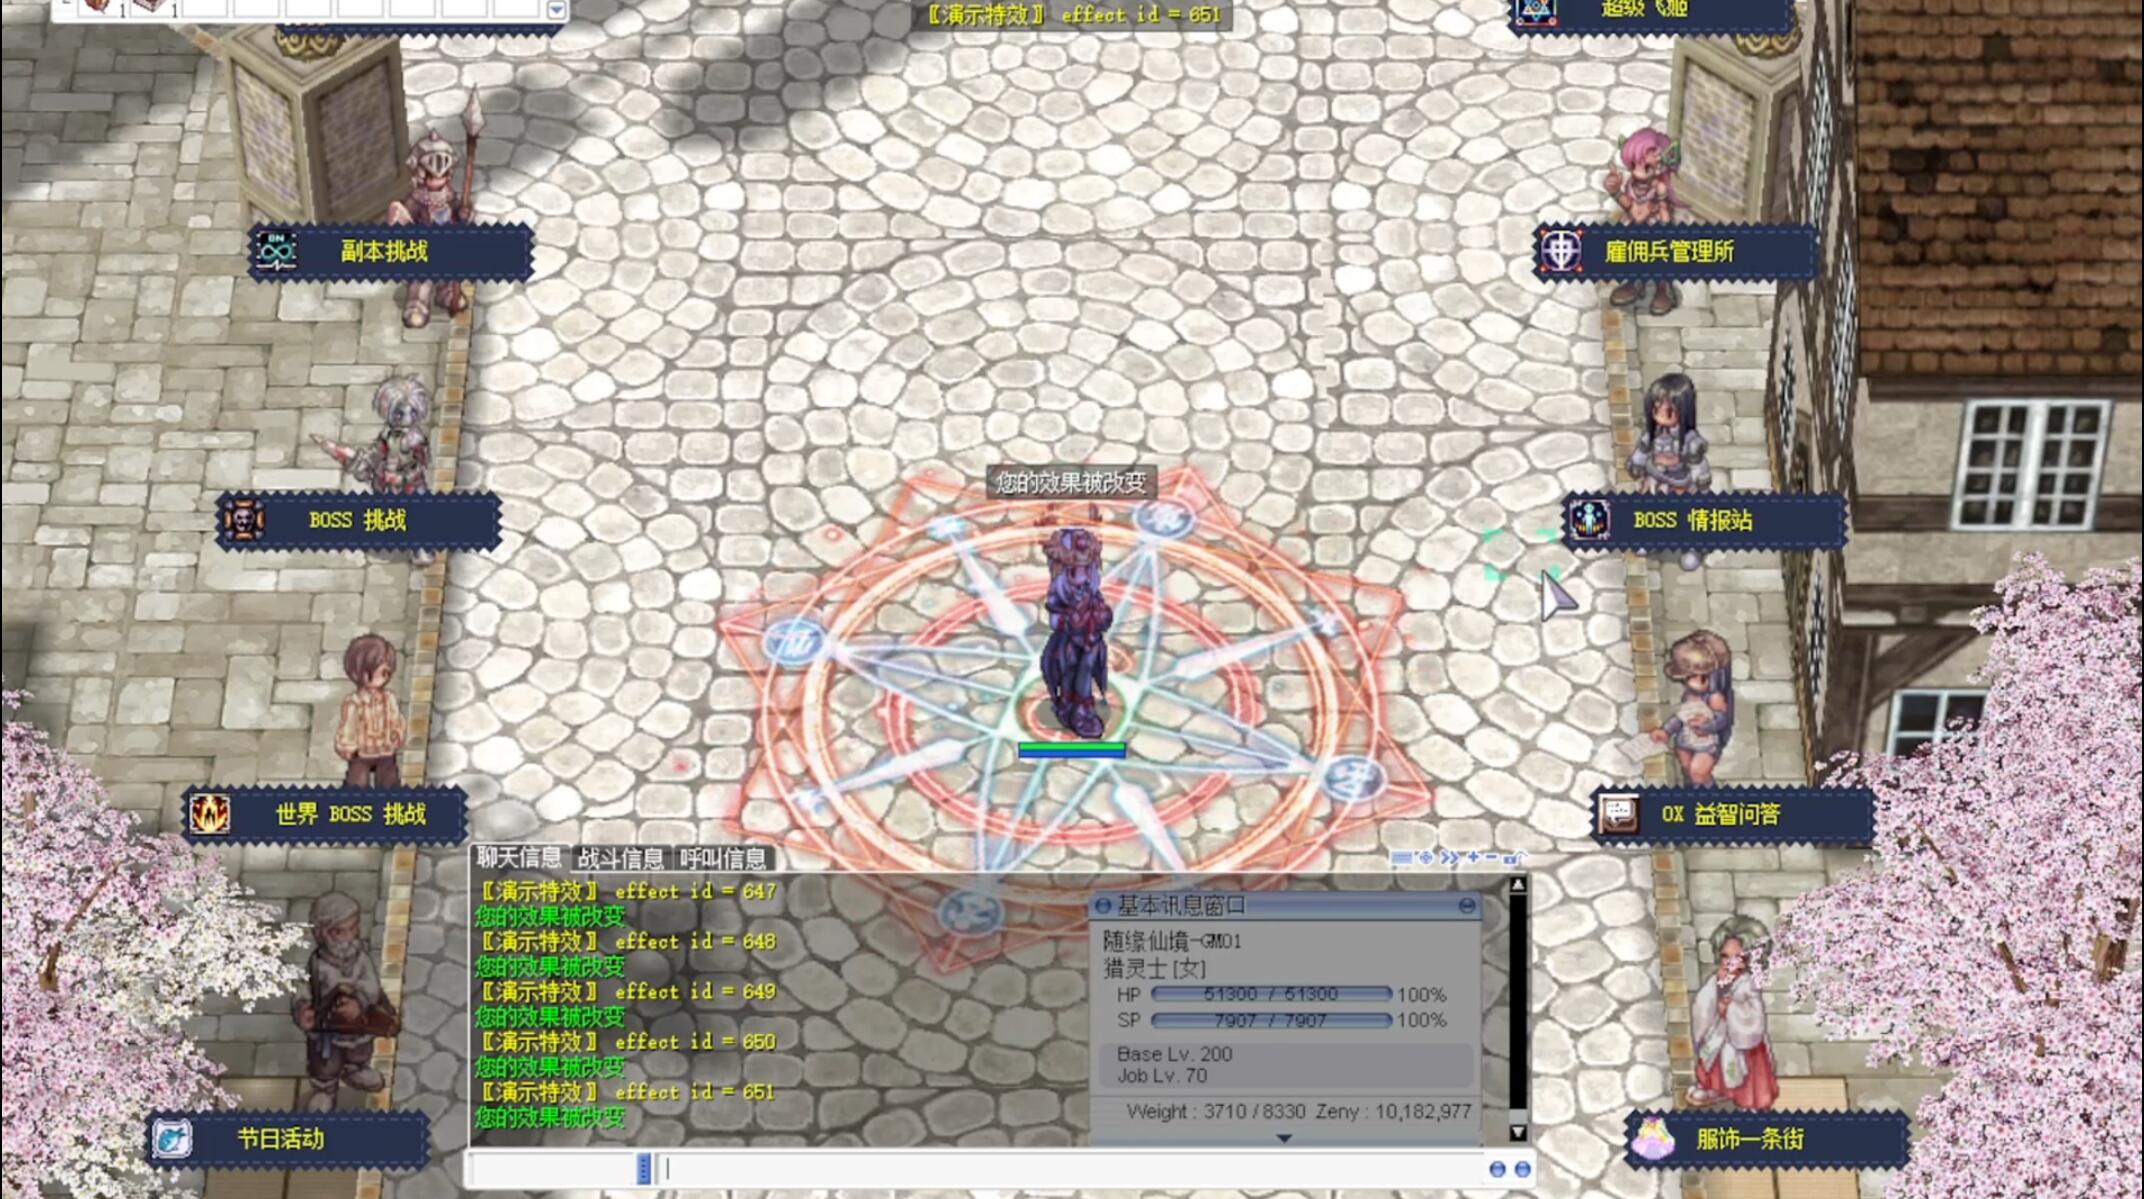 1 1
〖演示特效〗 effect id = 651
副本挑战
雇佣兵管理所
您的效果被改变
BOSS 挑战
BOSS 情报站
世界 BOSS 挑战
OX 益智问答
聊天信息 战斗信息 呼叫信息
〖演示特效〗 effect id = 647
您的效果被改变
〖演示特效〗 effect id = 648
您的效果被改变
〖演示特效〗 effect id = 649
您的效果被改变
〖演示特效〗 effect id = 650
您的效果被改变
〖演示特效〗 effect id = 651
您的效果被改变
基本讯息窗口
随缘仙境-GM01
猎灵士[女]
HP 51300 / 51300 100%
SP 7907 / 7907 100%
Base Lv. 200
Job Lv. 70
Weight : 3710 / 8330 Zeny : 10,182,977
节日活动
服饰一条街